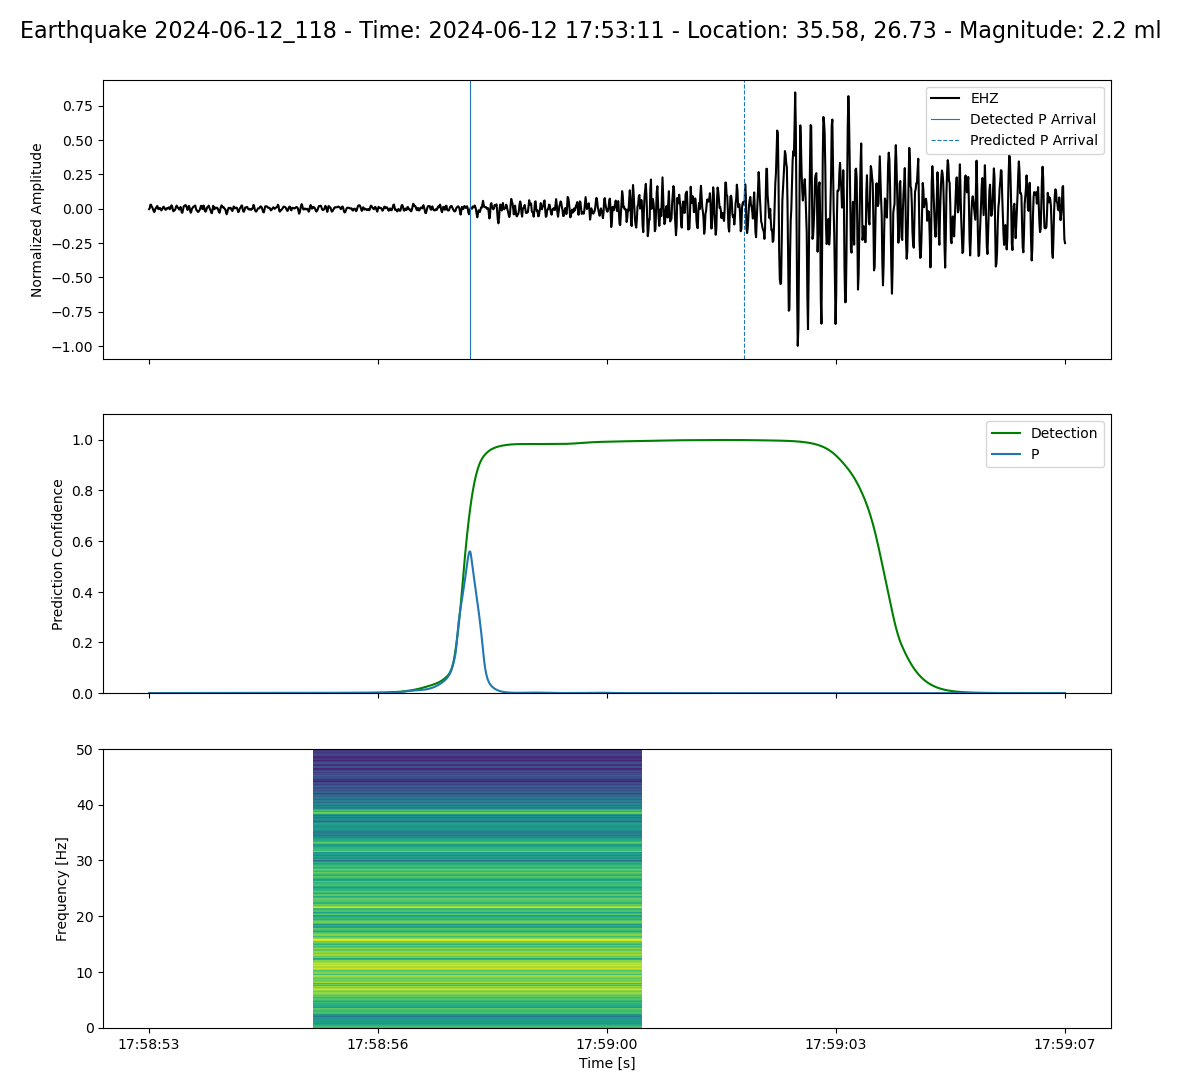 Earthquake 2024-06-12_118 - Time: 2024-06-12 17:53:11 - Location: 35.58, 26.73 - Magnitude: 2.2 ml
Normalized Amplitude
0.75
0.50
0.25
0.00
−0.25
−0.50
−0.75
−1.00
EHZ
Detected P Arrival
Predicted P Arrival
Prediction Confidence
1.0
0.8
0.6
0.4
0.2
0.0
Detection
P
Frequency [Hz]
50
40
30
20
10
0
17:58:53 17:58:56 17:59:00 17:59:03 17:59:07
Time [s]